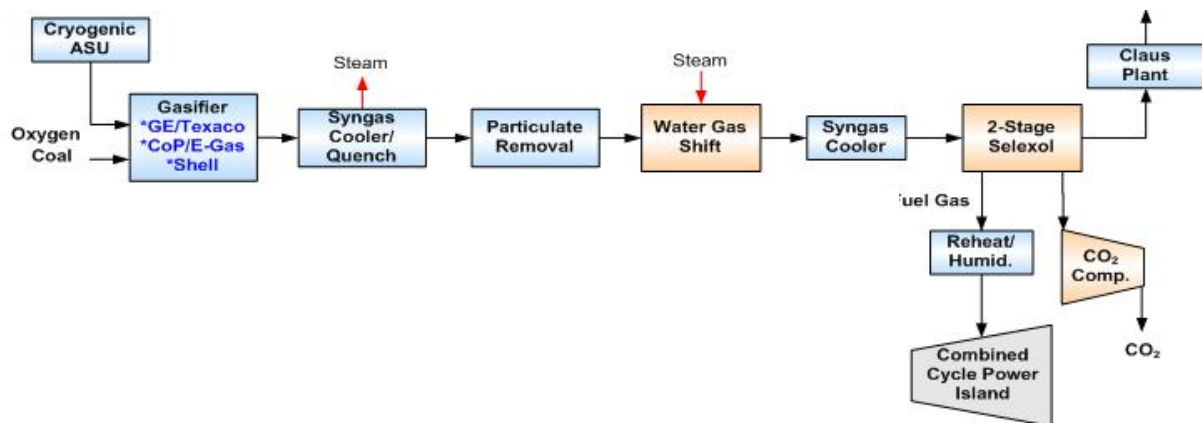 Cryogenic
ASU
Oxygen
Coal
Gasifier
*GE/Texaco
*CoP/E-Gas
*Shell
Steam
Syngas
Cooler/
Quench
Particulate
Removal
Steam
Water Gas
Shift
Syngas
Cooler
2-Stage
Selexol
Claus
Plant
Fuel Gas
Reheat/
Humid.
Combined
Cycle Power
Island
CO₂
Comp.
CO₂